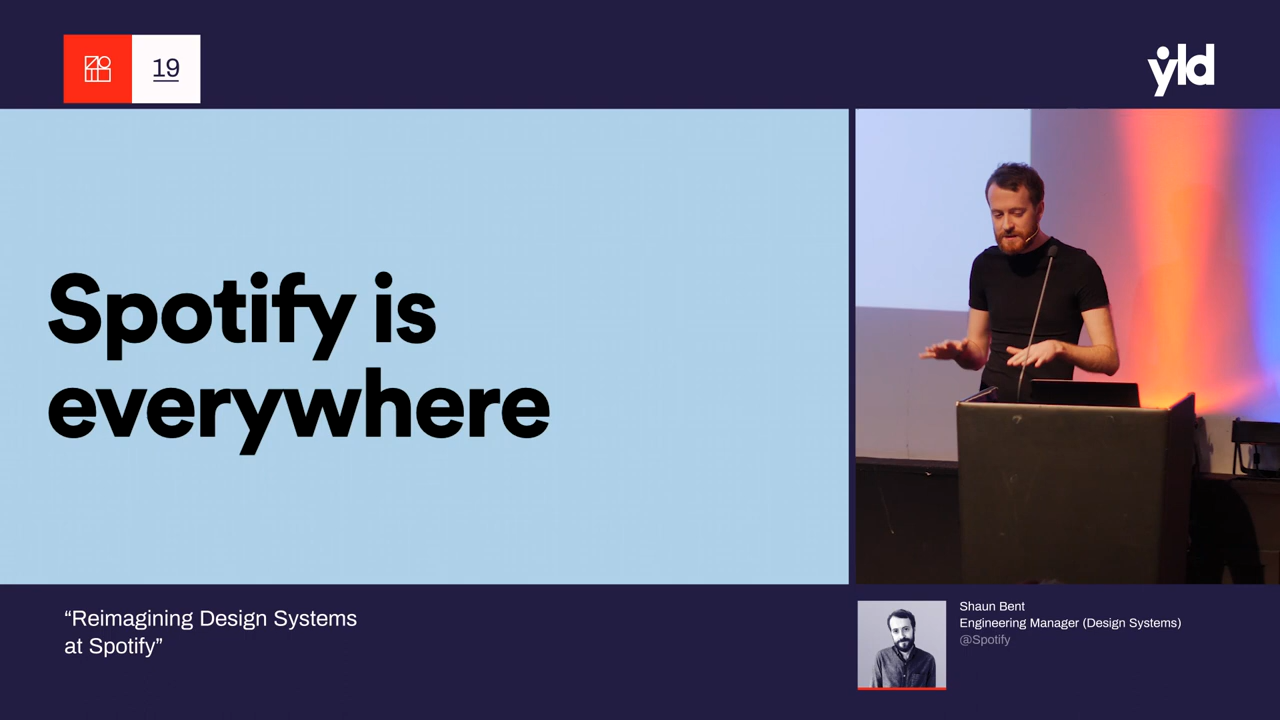 19
yld
Spotify is
everywhere
“Reimagining Design Systems
at Spotify”
Shaun Bent
Engineering Manager (Design Systems)
@Spotify